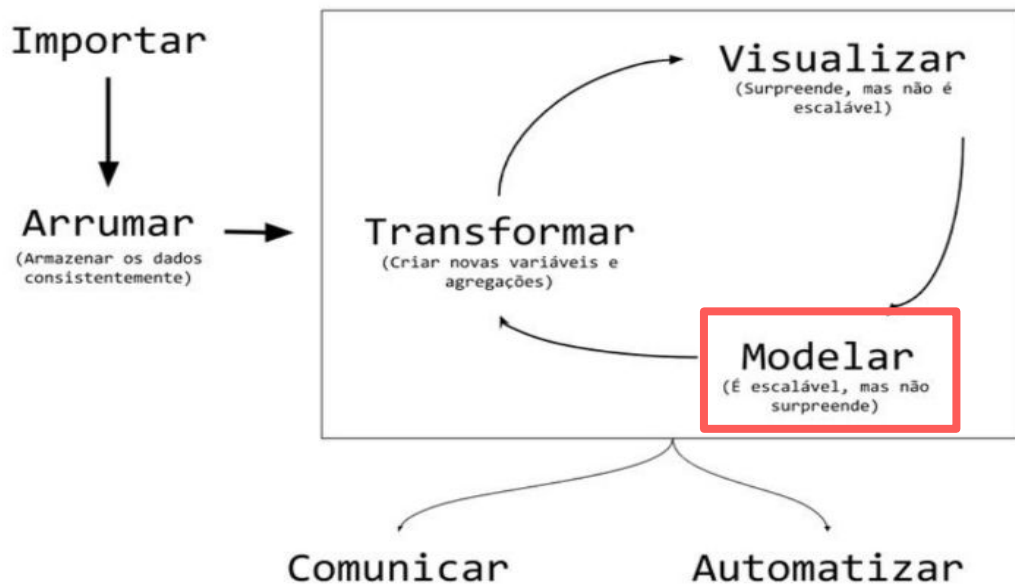 Importar
Arrumar
(Armazenar os dados
consistentemente)
Transformar
(Criar novas variáveis e
agregações)
Visualizar
(Surpreende, mas não é
escalável)
Modelar
(É escalável, mas não
surpreende)
Comunicar
Automatizar